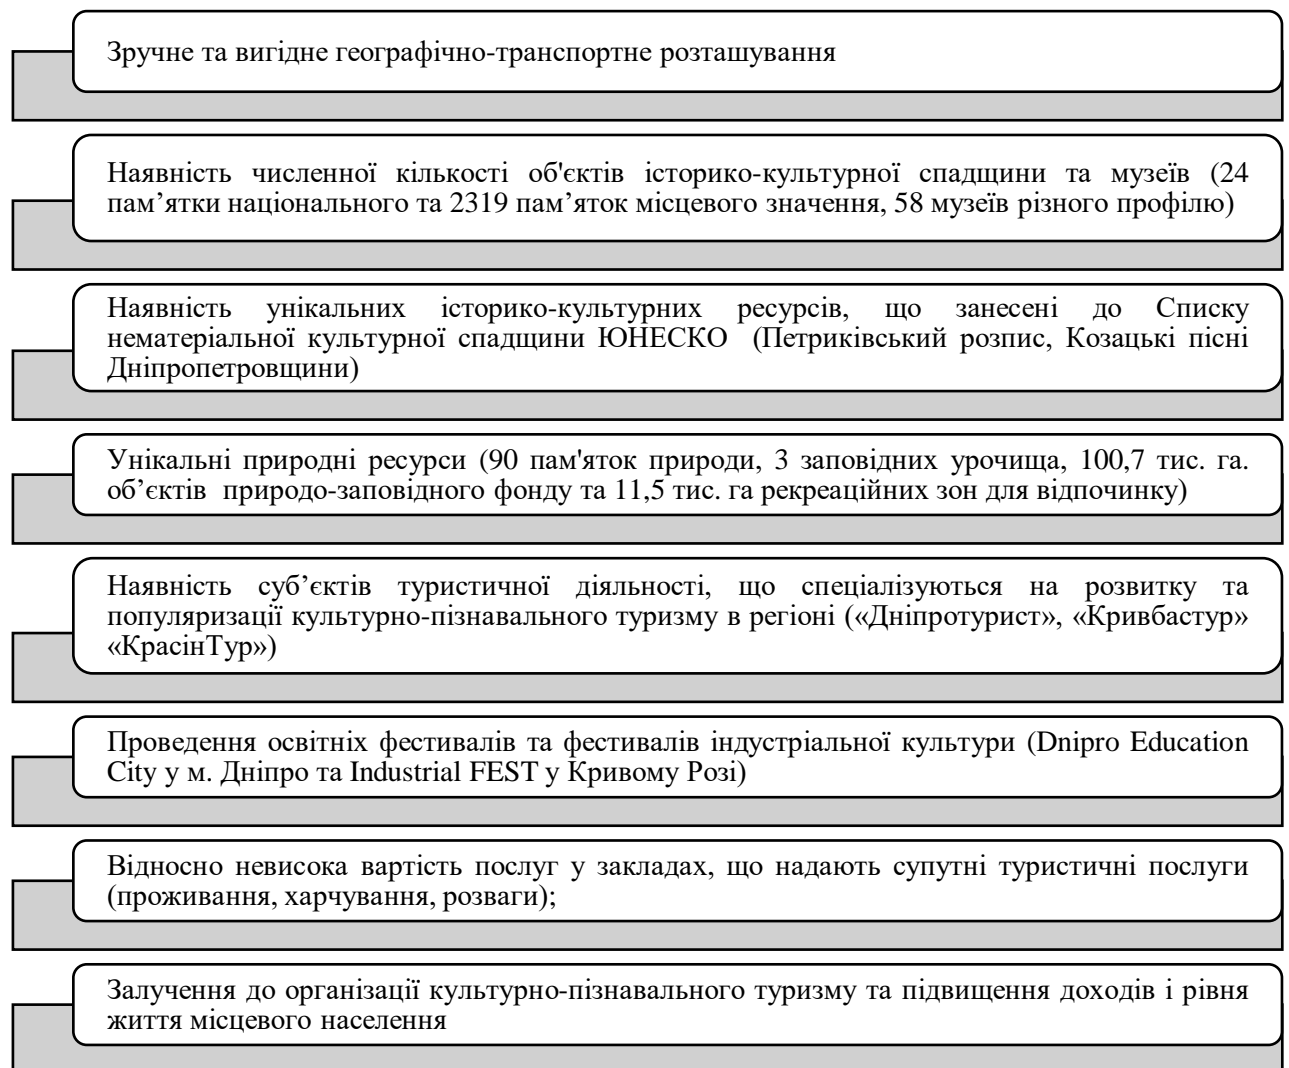 Зручне та вигідне географічно-транспортне розташування
Наявність численної кількості об'єктів історико-культурної спадщини та музеїв (24
пам’ятки національного та 2319 пам’яток місцевого значення, 58 музеїв різного профілю)
Наявність унікальних історико-культурних ресурсів, що занесені до Списку
нематеріальної культурної спадщини ЮНЕСКО (Петриківський розпис, Козацькі пісні
Дніпропетровщини)
Унікальні природні ресурси (90 пам'яток природи, 3 заповідних урочища, 100,7 тис. га.
об’єктів природо-заповідного фонду та 11,5 тис. га рекреаційних зон для відпочинку)
Наявність суб’єктів туристичної діяльності, що спеціалізуються на розвитку та
популяризації культурно-пізнавального туризму в регіоні («Дніпротурист», «Кривбастур»
«КрасінТур»)
Проведення освітніх фестивалів та фестивалів індустріальної культури (Dnipro Education
City у м. Дніпро та Industrial FEST у Кривому Розі)
Відносно невисока вартість послуг у закладах, що надають супутні туристичні послуги
(проживання, харчування, розваги);
Залучення до організації культурно-пізнавального туризму та підвищення доходів і рівня
життя місцевого населення